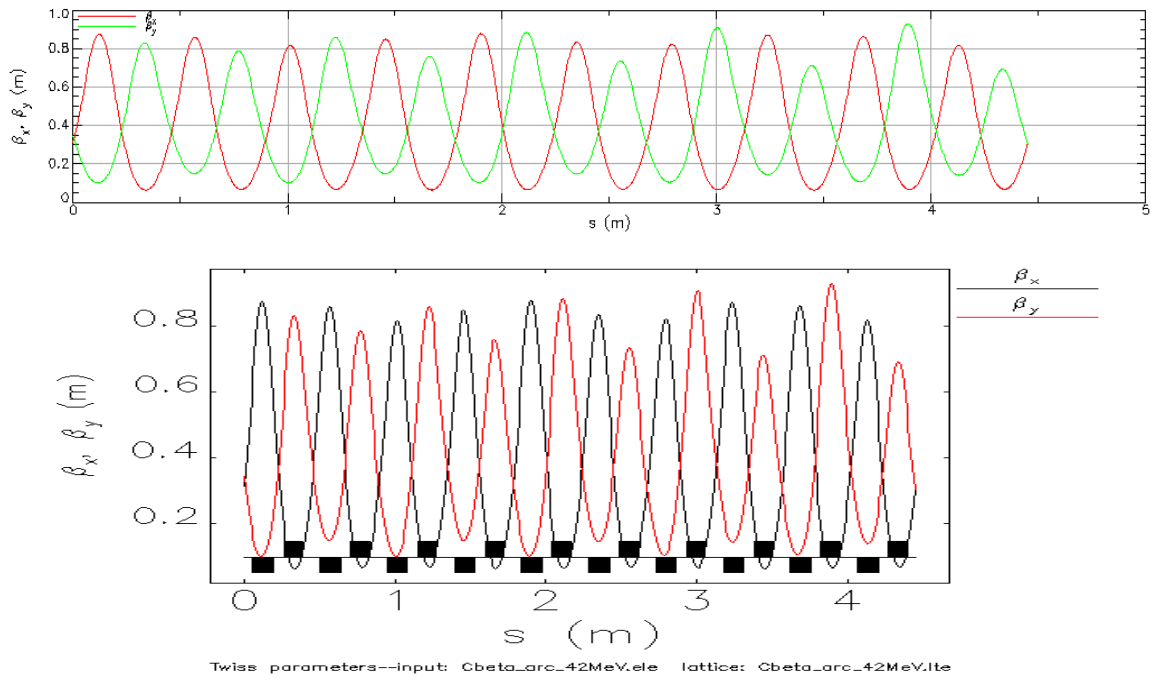 1.0
βx
βy
0.8
0.6
0.4
0.2
0
βx, βy (m)
0 1 2 3 4 5
s (m)
βx
βy
0.8
0.6
0.4
0.2
βx, βy (m)
0 1 2 3 4
s (m)
Twiss parameters--input: Cbeta_arc_42MeV.ele lattice: Cbeta_arc_42MeV.lte